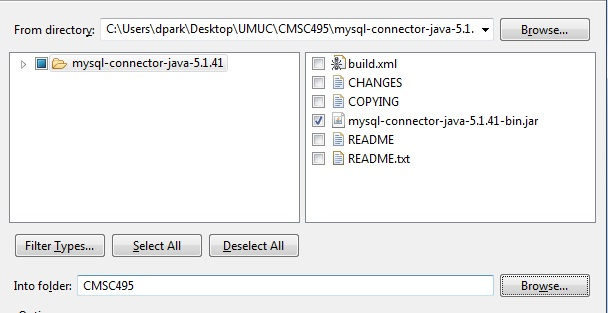 From directory: C:\Users\dpark\Desktop\UMUC\CMSC495\mysql-connector-java-5.1. Browse...
mysql-connector-java-5.1.41
build.xml
CHANGES
COPYING
mysql-connector-java-5.1.41-bin.jar
README
README.txt
Filter Types... Select All Deselect All
Into folder: CMSC495 Browse...